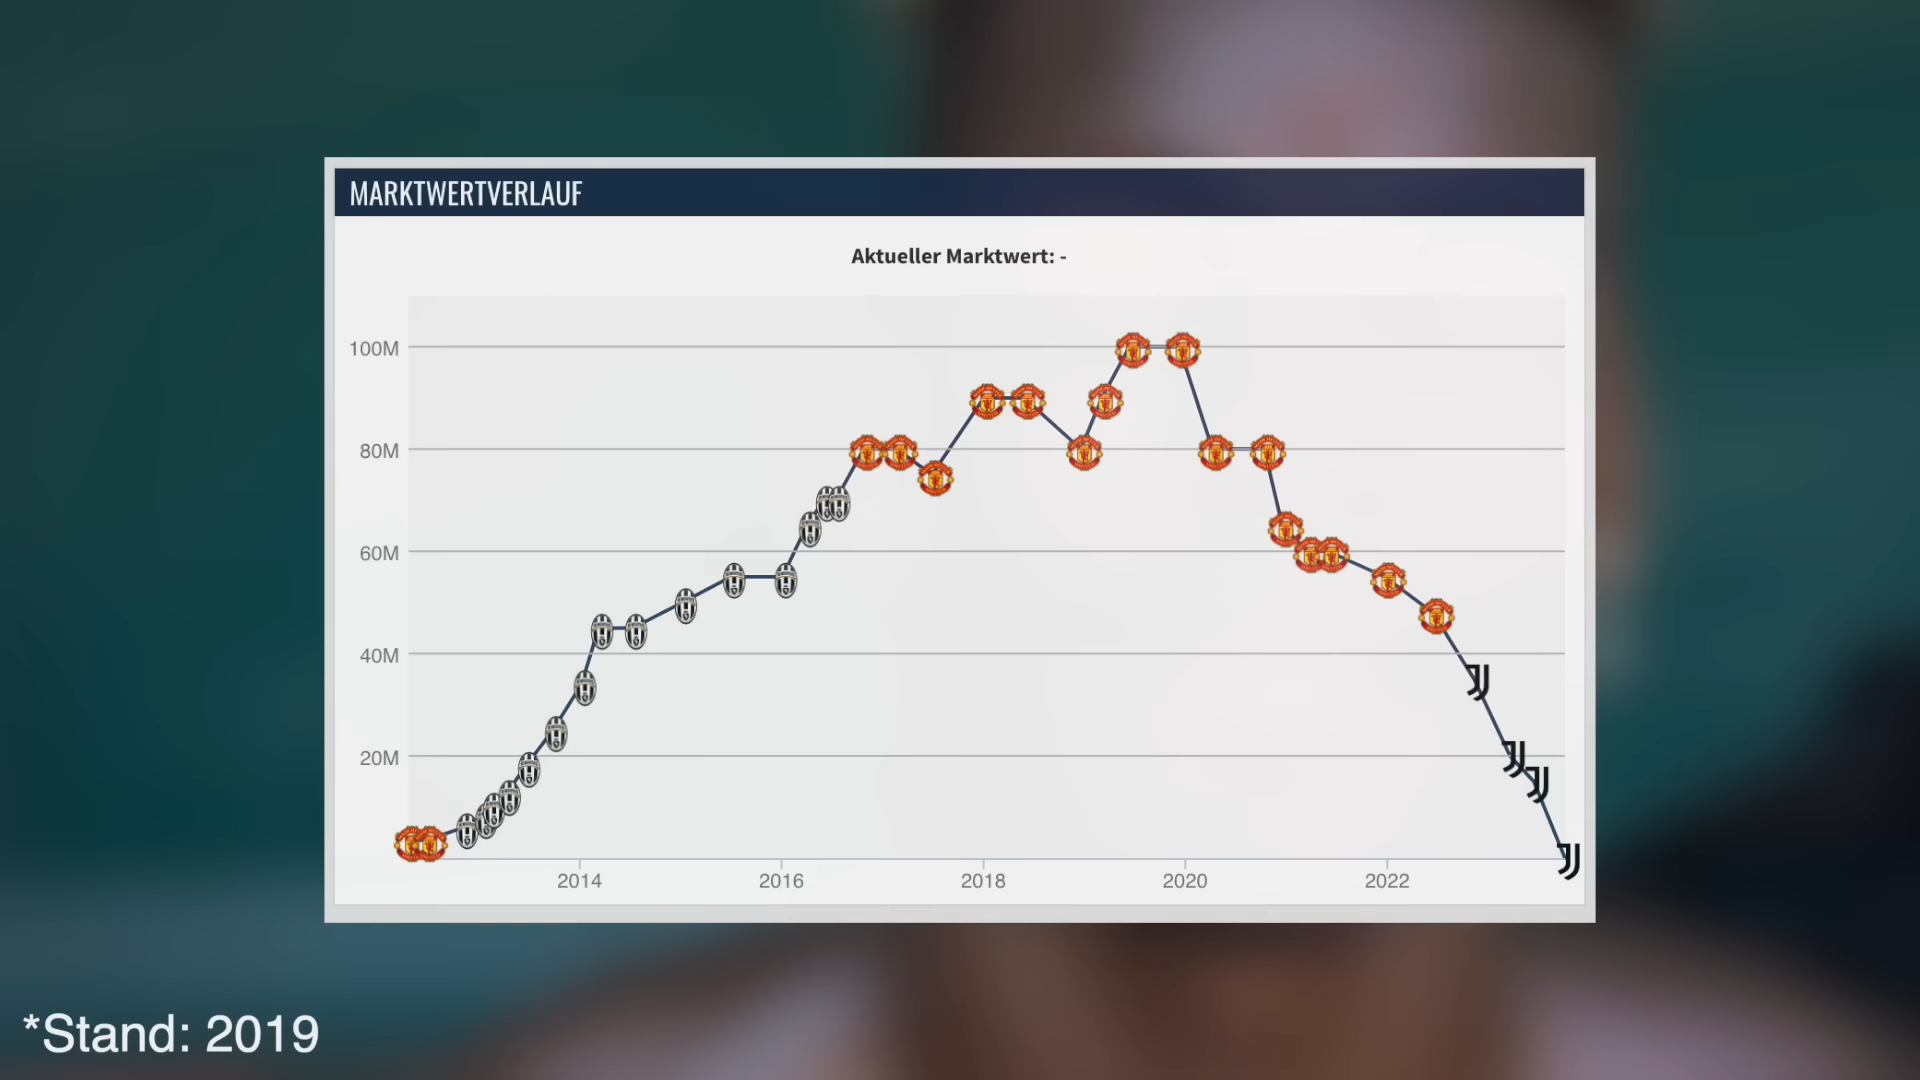 MARKTWERTVERLAUF
Aktueller Marktwert: -
100M
80M
60M
40M
20M
2014 2016 2018 2020 2022
*Stand: 2019